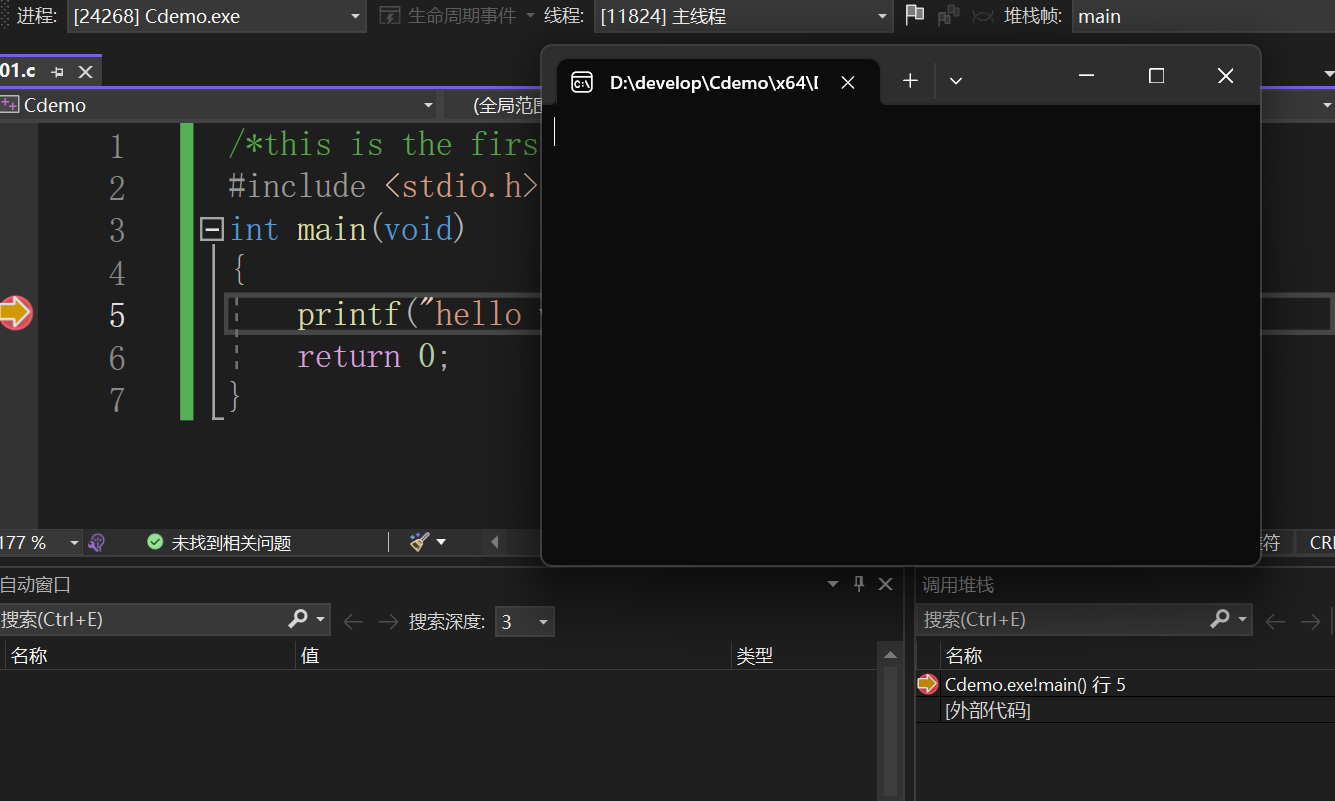 进程: [24268] Cdemo.exe 生命周期事件 线程: [11824] 主线程 堆栈帧: main
01.c
D:\develop\Cdemo\x64\
Cdemo (全局范围
1 /*this is the firs
2 #include <stdio.h>
3 int main(void)
4 {
5 printf("hello
6 return 0;
7 }
177 % 未找到相关问题 符 CR
自动窗口
搜索(Ctrl+E) 搜索深度: 3
名称 值 类型
调用堆栈
搜索(Ctrl+E)
名称
Cdemo.exe!main() 行 5
[外部代码]